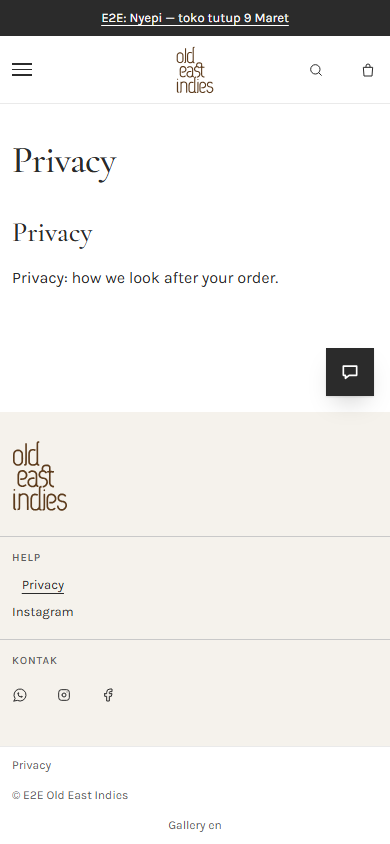 E2E: Nyepi — toko tutup 9 Maret
old
east
indies
Privacy
Privacy
Privacy: how we look after your order.
old
east
indies
HELP
Privacy
Instagram
KONTAK
Privacy
© E2E Old East Indies
Gallery en